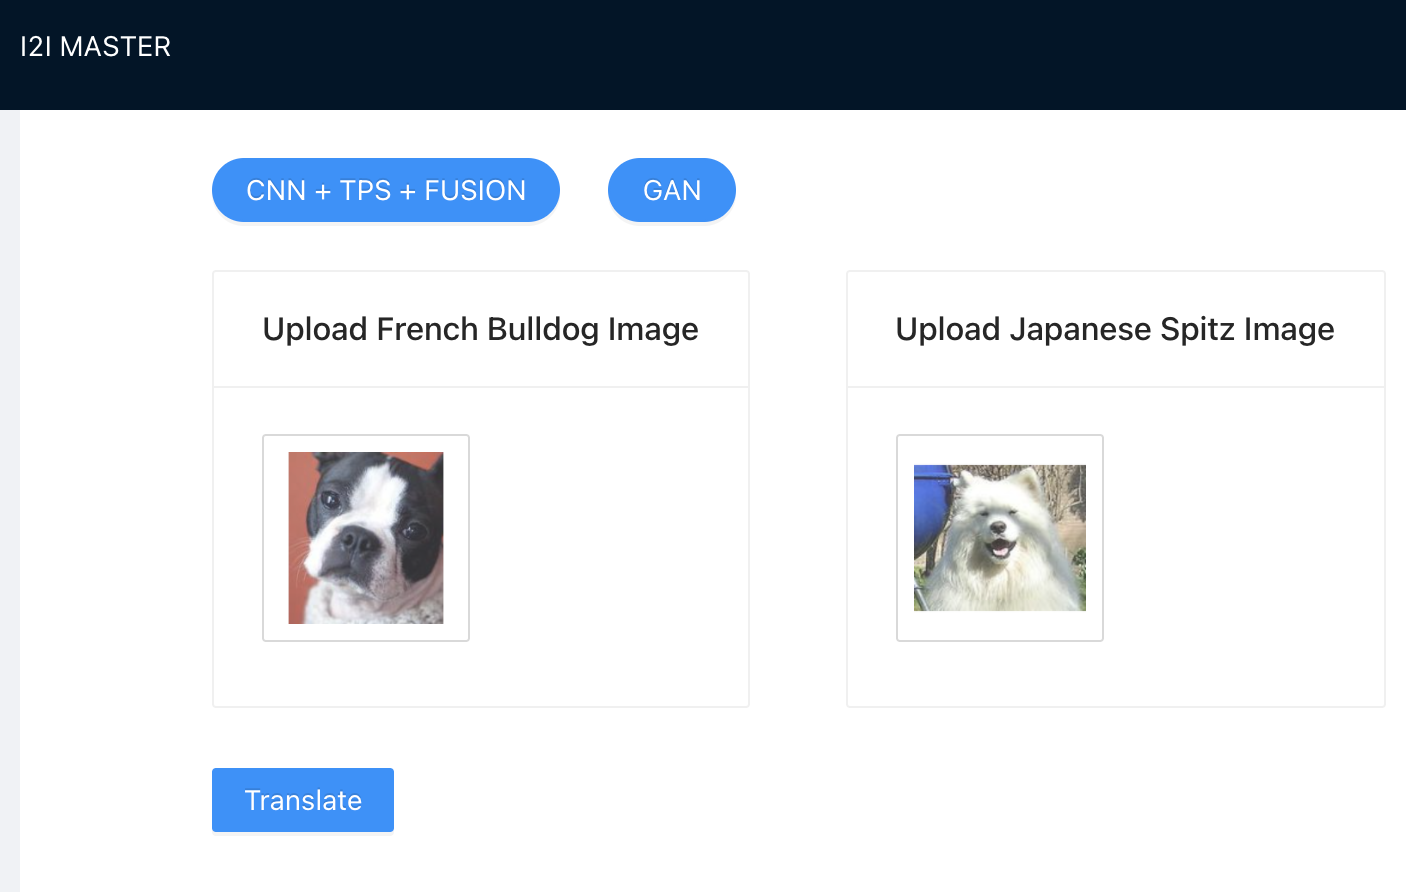 I2I MASTER
CNN + TPS + FUSION
GAN
Upload French Bulldog Image
Upload Japanese Spitz Image
Translate